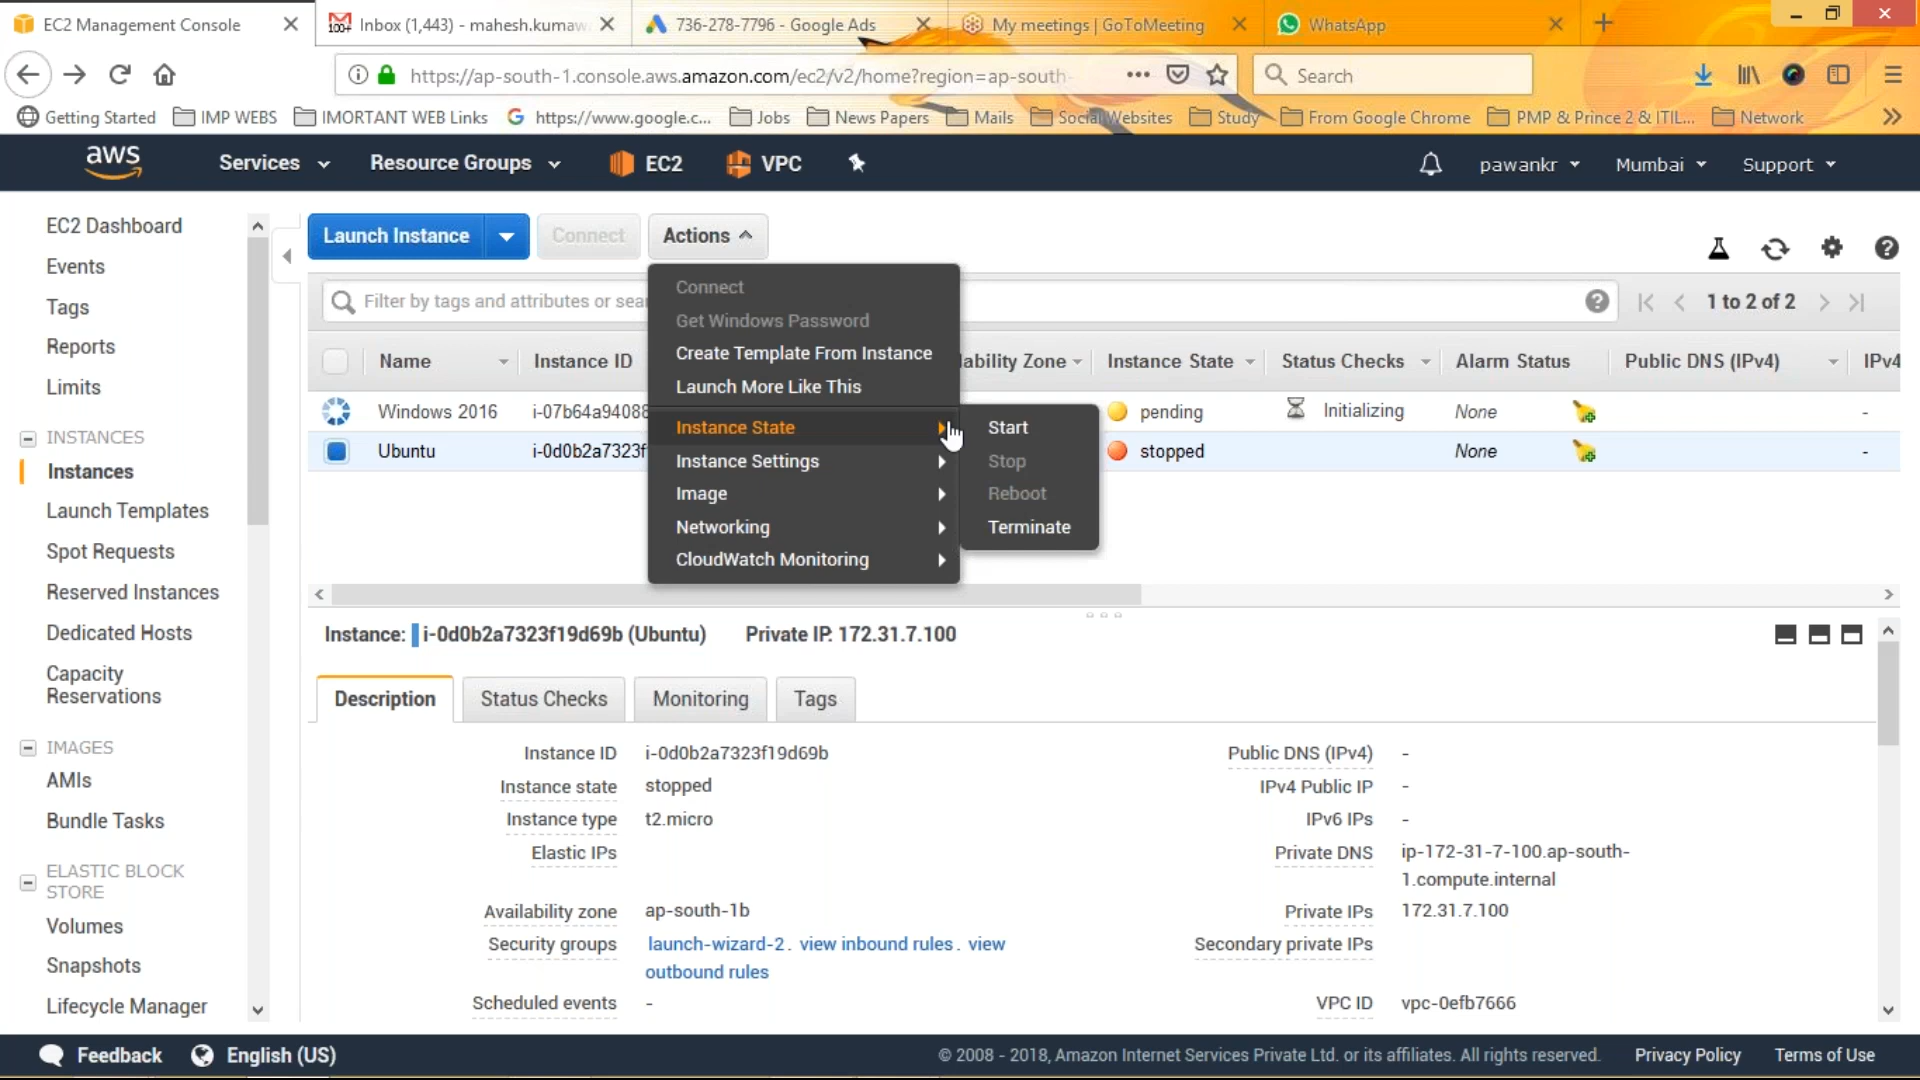 EC2 Management Console
100+ Inbox (1,443) - mahesh.kumaw
736-278-7796 - Google Ads
My meetings | GoToMeeting
WhatsApp
https://ap-south-1.console.aws.amazon.com/ec2/v2/home?region=ap-south-
Search
Getting Started
IMP WEBS
IMORTANT WEB Links
https://www.google.c...
Jobs
News Papers
Mails
Social Websites
Study
From Google Chrome
PMP & Prince 2 & ITIL...
Network
aws
Services
Resource Groups
EC2
VPC
pawankr
Mumbai
Support
EC2 Dashboard
Events
Tags
Reports
Limits
INSTANCES
Instances
Launch Templates
Spot Requests
Reserved Instances
Dedicated Hosts
Capacity
Reservations
IMAGES
AMIs
Bundle Tasks
ELASTIC BLOCK
STORE
Volumes
Snapshots
Lifecycle Manager
Launch Instance
Connect
Actions
Filter by tags and attributes or sea
1 to 2 of 2
Name
Instance ID
lability Zone
Instance State
Status Checks
Alarm Status
Public DNS (IPv4)
IPv4
Windows 2016
i-07b64a94088
pending
Initializing
None
-
Ubuntu
i-0d0b2a7323f
stopped
None
-
Connect
Get Windows Password
Create Template From Instance
Launch More Like This
Instance State
Instance Settings
Image
Networking
CloudWatch Monitoring
Start
Stop
Reboot
Terminate
Instance: i-0d0b2a7323f19d69b (Ubuntu) Private IP: 172.31.7.100
Description
Status Checks
Monitoring
Tags
Instance ID i-0d0b2a7323f19d69b
Instance state stopped
Instance type t2.micro
Elastic IPs
Availability zone ap-south-1b
Security groups launch-wizard-2. view inbound rules. view
outbound rules
Scheduled events -
Public DNS (IPv4) -
IPv4 Public IP -
IPv6 IPs -
Private DNS ip-172-31-7-100.ap-south-
1.compute.internal
Private IPs 172.31.7.100
Secondary private IPs
VPC ID vpc-0efb7666
Feedback
English (US)
© 2008 - 2018, Amazon Internet Services Private Ltd. or its affiliates. All rights reserved.
Privacy Policy
Terms of Use